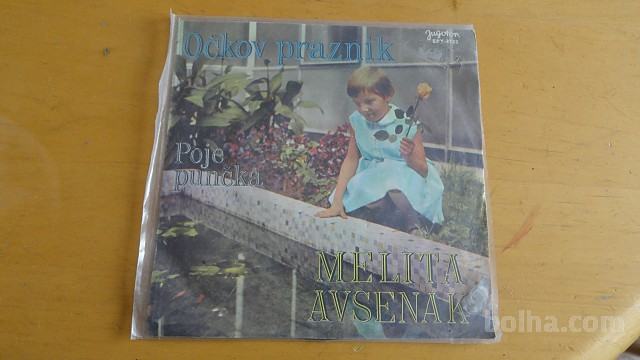 Očkov praznik
Jugoton
Poje
punčka
MELITA
AVSENAK
bolha.com